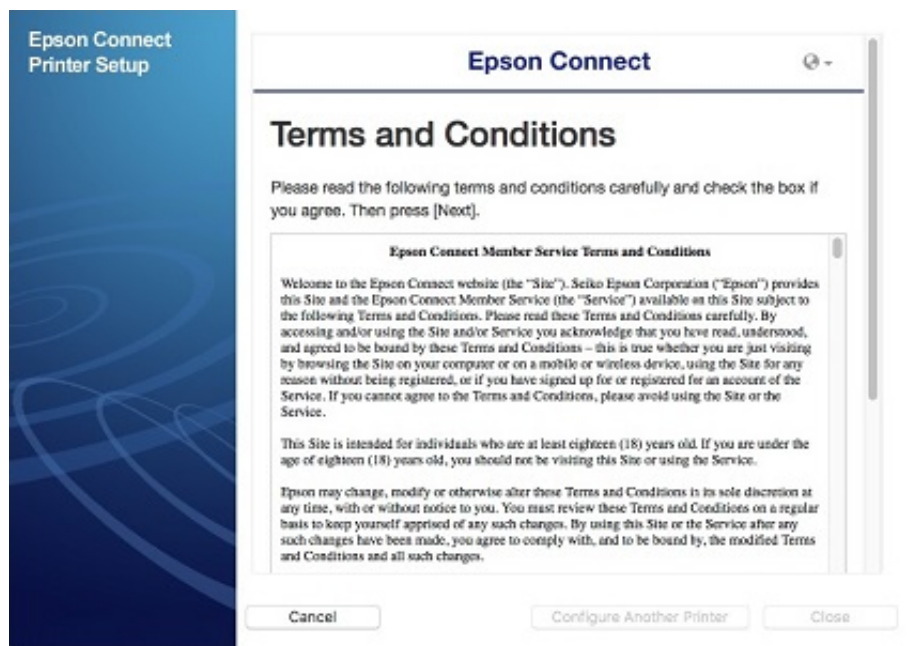 Epson Connect
Printer Setup
Epson Connect
Terms and Conditions
Please read the following terms and conditions carefully and check the box if
you agree. Then press [Next].
Epson Connect Member Service Terms and Conditions
Welcome to the Epson Connect website (the "Site"). Seiko Epson Corporation ("Epson") provides
this Site and the Epson Connect Member Service (the "Service") available on this Site subject to
the following Terms and Conditions. Please read these Terms and Conditions carefully. By
accessing and/or using the Site and/or Service you acknowledge that you have read, understood,
and agreed to be bound by these Terms and Conditions – this is true whether you are just visiting
by browsing the Site on your computer or on a mobile or wireless device, using the Site for any
reason without being registered, or if you have signed up for or registered for an account of the
Service. If you cannot agree to the Terms and Conditions, please avoid using the Site or the
Service.
This Site is intended for individuals who are at least eighteen (18) years old. If you are under the
age of eighteen (18) years old, you should not be visiting this Site or using the Service.
Epson may change, modify or otherwise alter these Terms and Conditions in its sole discretion at
any time, with or without notice to you. You must review these Terms and Conditions on a regular
basis to keep yourself apprised of any such changes. By using this Site or the Service after any
such changes have been made, you agree to comply with, and to be bound by, the modified Terms
and Conditions and all such changes.
Cancel
Configure Another Printer
Close